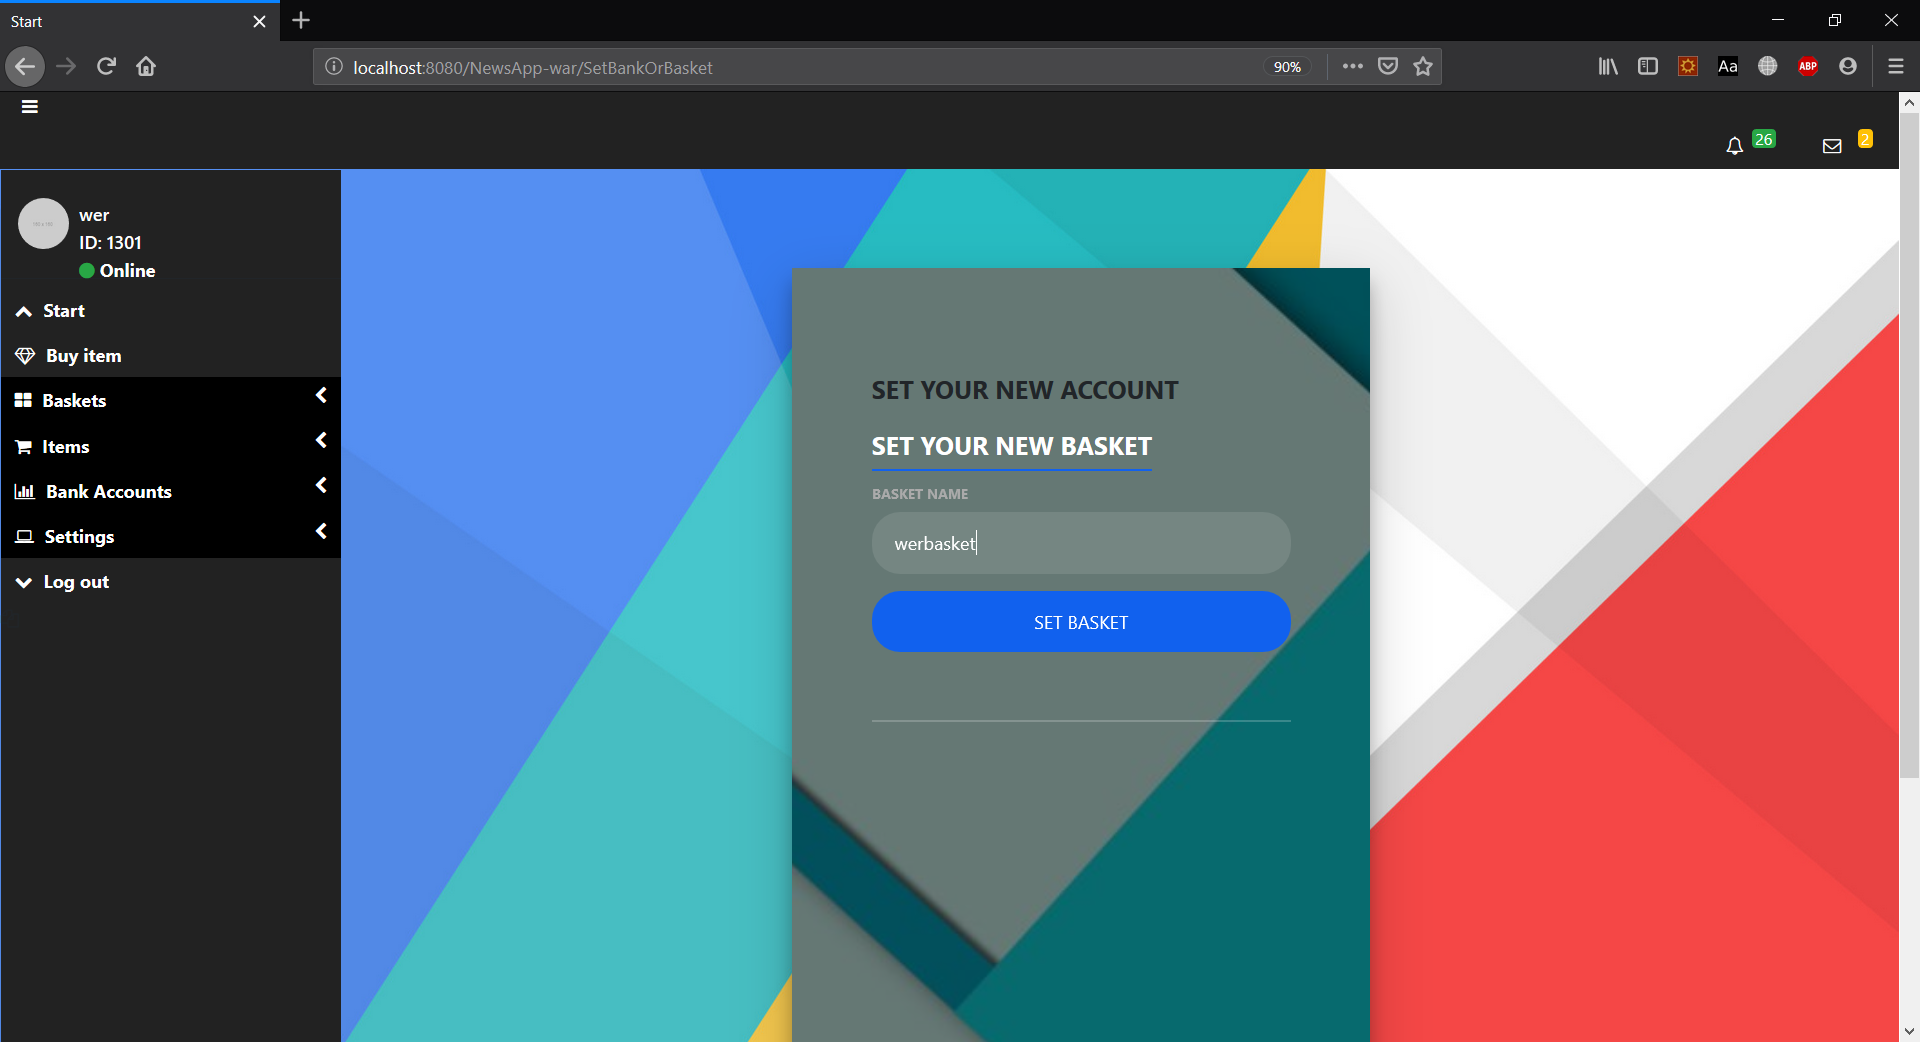 Start
localhost:8080/NewsApp-war/SetBankOrBasket
90%
Aa
ABP
26
2
wer
ID: 1301
Online
Start
Buy item
Baskets
Items
Bank Accounts
Settings
Log out
SET YOUR NEW ACCOUNT
SET YOUR NEW BASKET
BASKET NAME
werbasket
SET BASKET